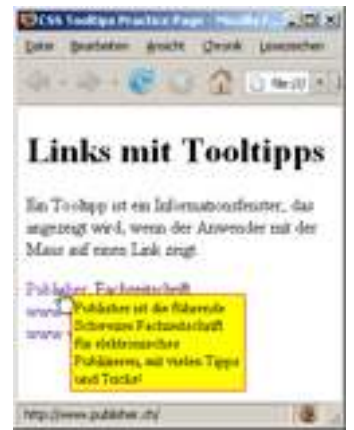 CSS Tooltips Practice Page - Mozilla F
Datei Bearbeiten Ansicht Chronik Lesezeichen
file:///
Links mit Tooltipps
Ein Tooltipp ist ein Informationsfenster, das
angezeigt wird, wenn der Anwender mit der
Maus auf einen Link zeigt.
Publisher, Fachzeitschrift
www
www
Publisher ist die führende
Schweizer Fachzeitschrift
für elektronisches
Publizieren, mit vielen Tipps
und Tricks!
http://www.publisher.ch/